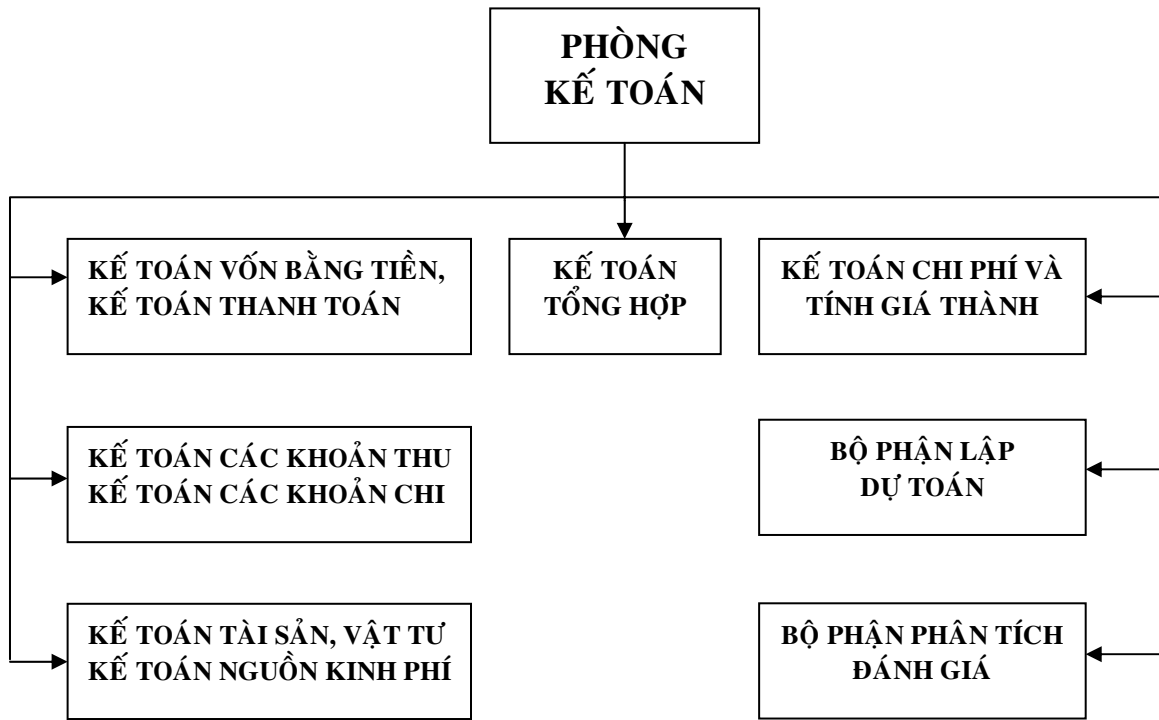 PHÒNG
KẾ TOÁN
KẾ TOÁN VỐN BẰNG TIỀN,
KẾ TOÁN THANH TOÁN
KẾ TOÁN
TỔNG HỢP
KẾ TOÁN CHI PHÍ VÀ
TÍNH GIÁ THÀNH
KẾ TOÁN CÁC KHOẢN THU
KẾ TOÁN CÁC KHOẢN CHI
BỘ PHẬN LẬP
DỰ TOÁN
KẾ TOÁN TÀI SẢN, VẬT TƯ
KẾ TOÁN NGUỒN KINH PHÍ
BỘ PHẬN PHÂN TÍCH
ĐÁNH GIÁ